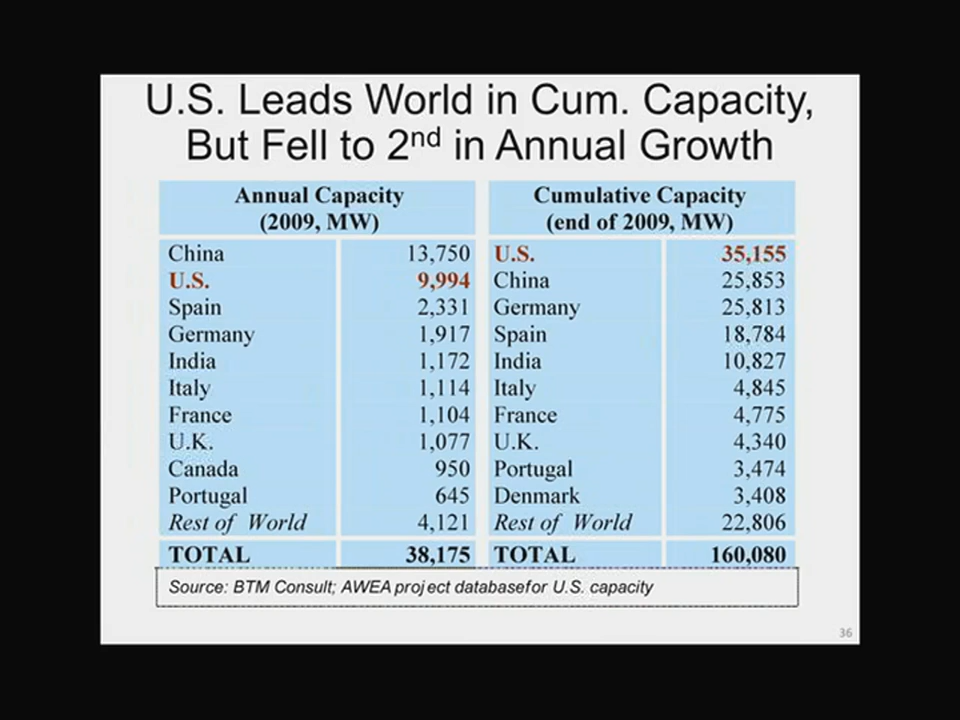 U.S. Leads World in Cum. Capacity,
But Fell to 2nd in Annual Growth
Annual Capacity
(2009, MW)
Cumulative Capacity
(end of 2009, MW)
China 13,750 U.S. 35,155
U.S. 9,994 China 25,853
Spain 2,331 Germany 25,813
Germany 1,917 Spain 18,784
India 1,172 India 10,827
Italy 1,114 Italy 4,845
France 1,104 France 4,775
U.K. 1,077 U.K. 4,340
Canada 950 Portugal 3,474
Portugal 645 Denmark 3,408
Rest of World 4,121 Rest of World 22,806
TOTAL 38,175 TOTAL 160,080
Source: BTM Consult; AWEA project databasefor U.S. capacity
36